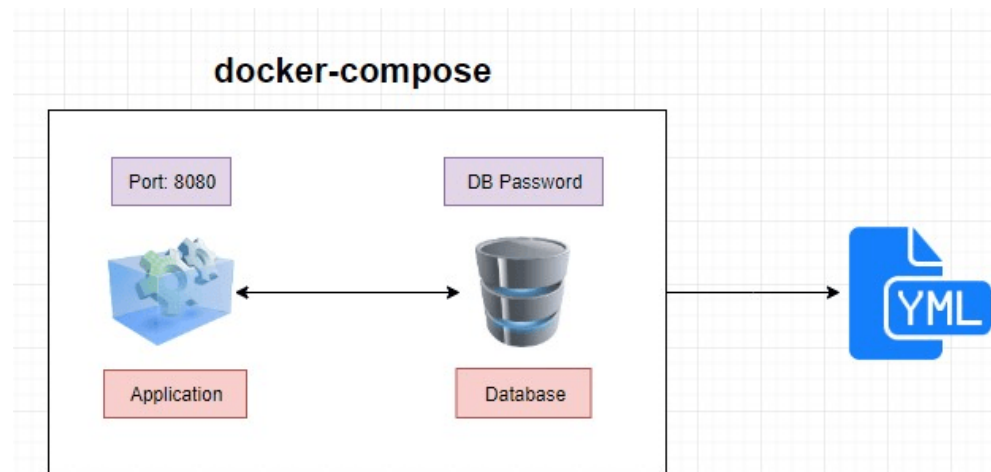 docker-compose
Port: 8080
DB Password
YML
Application
Database